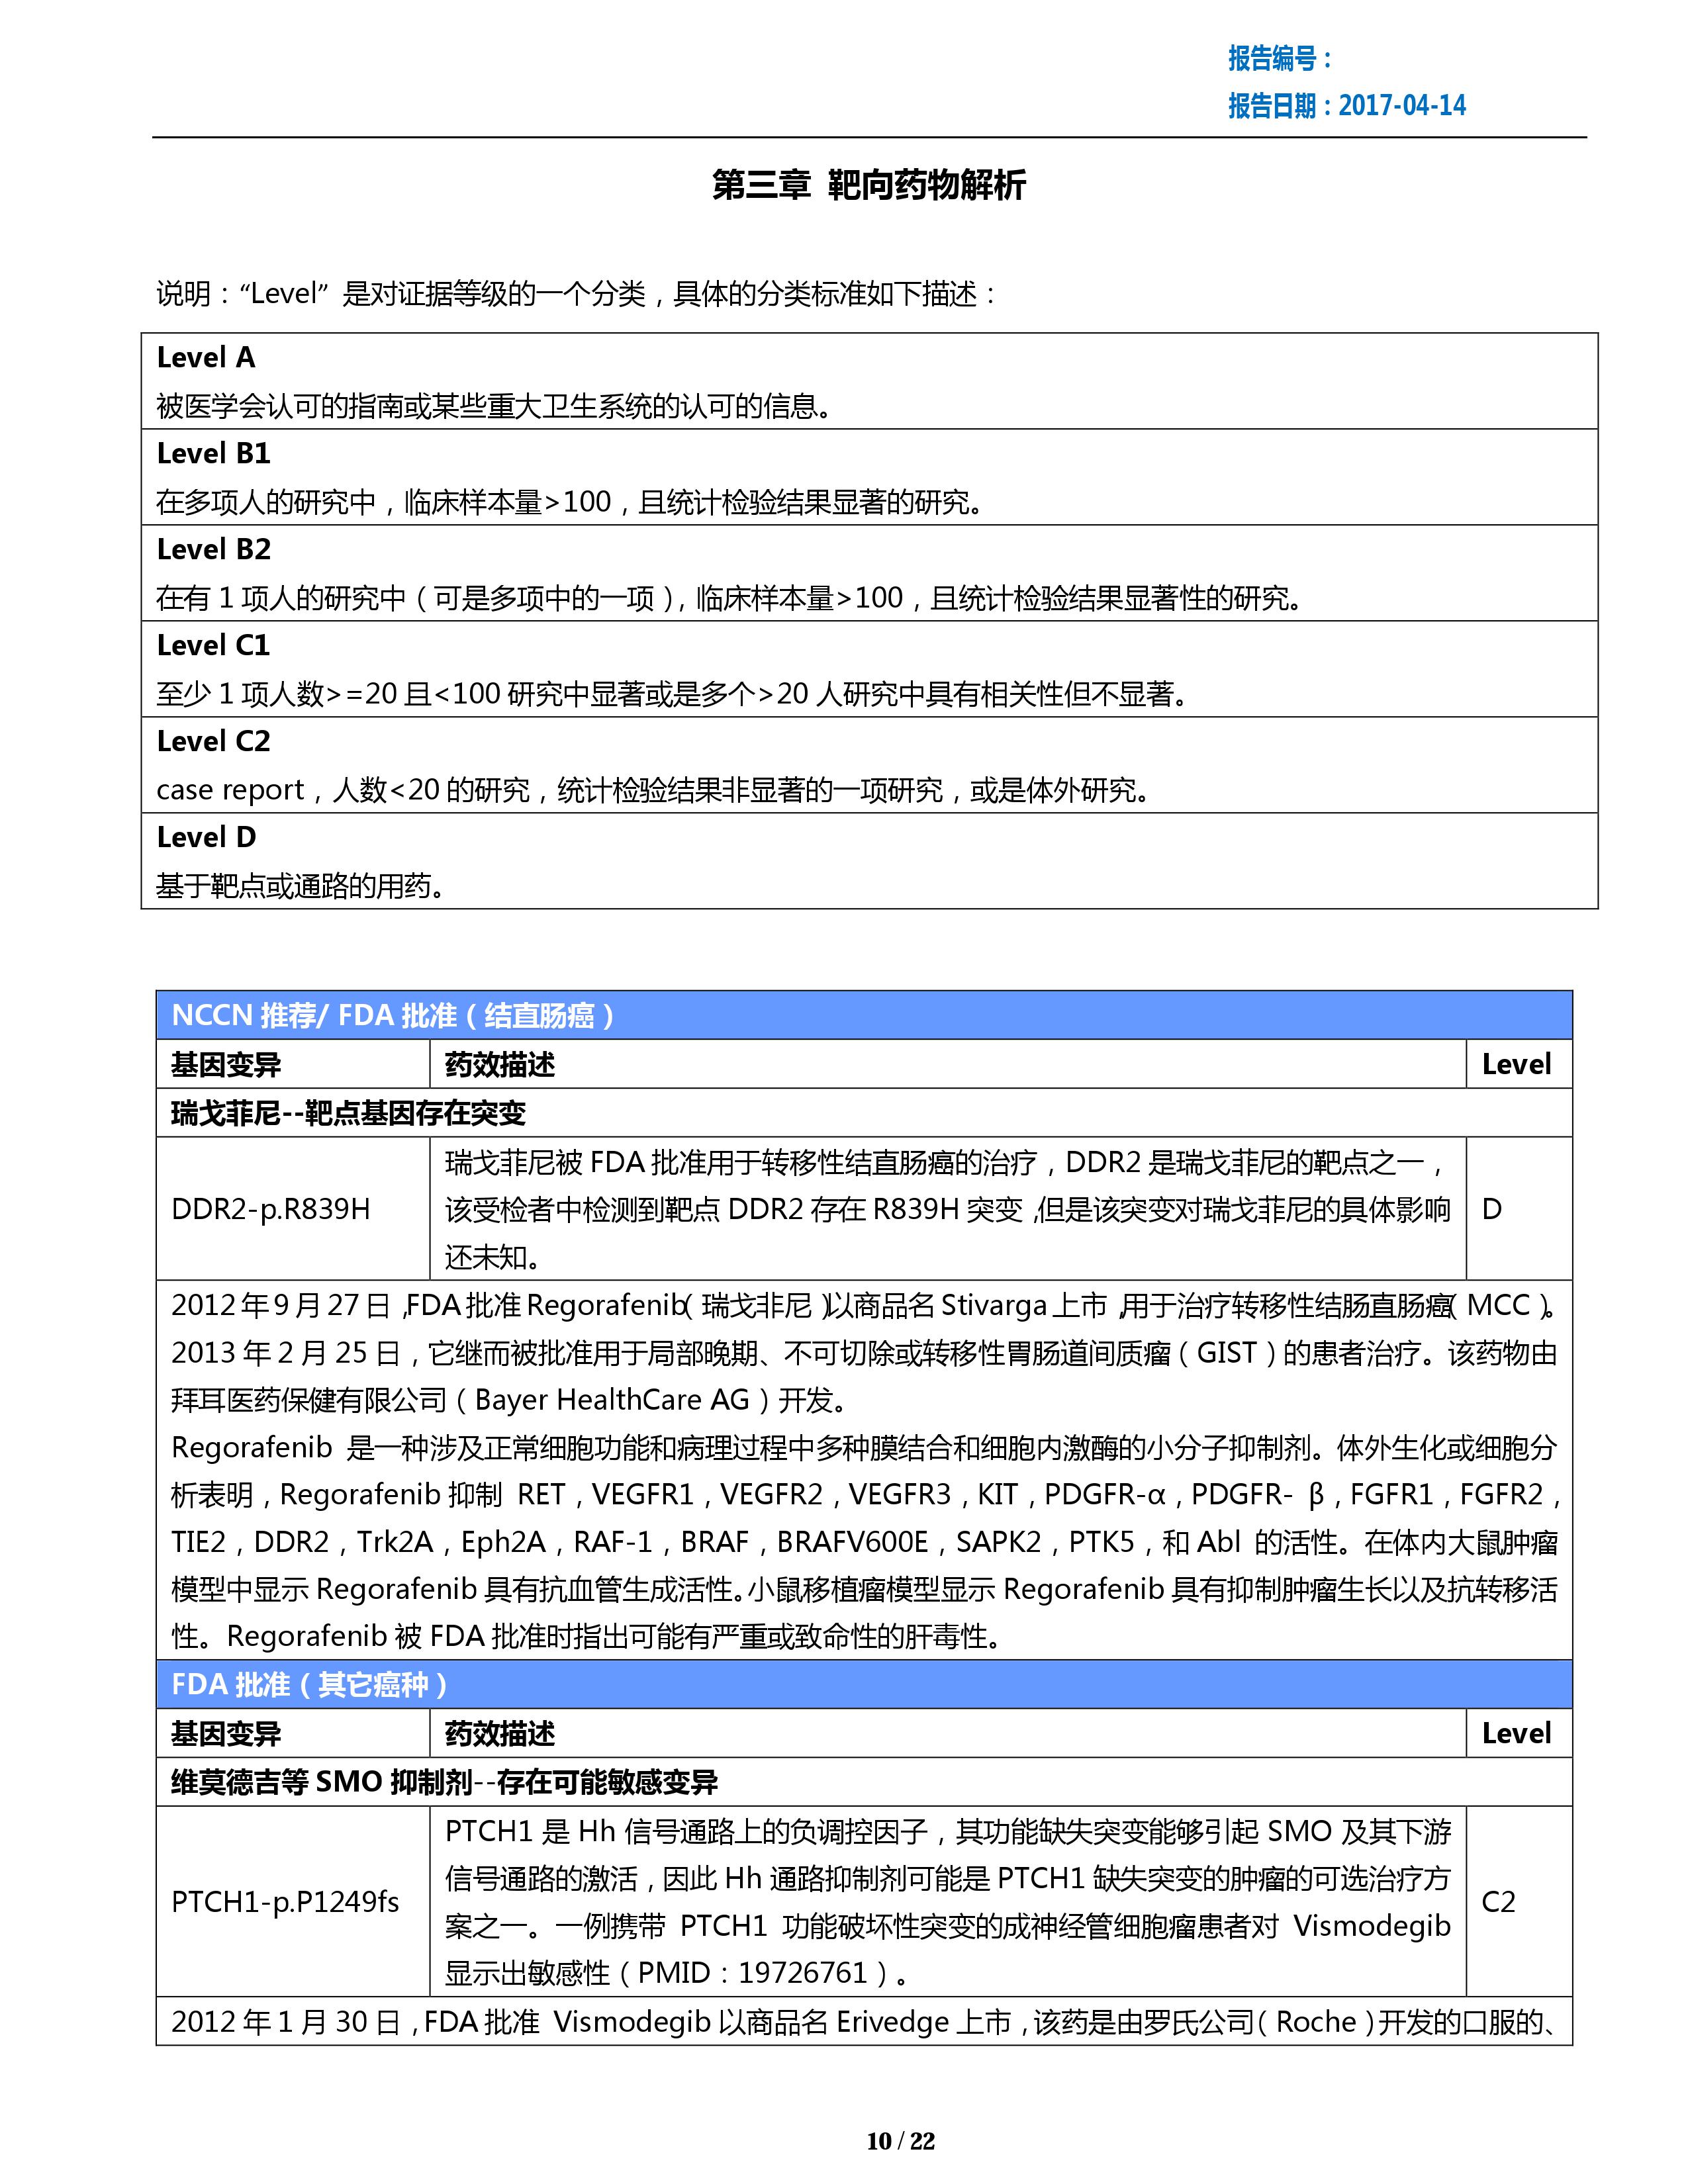 报告编号：
报告日期：2017-04-14
第三章 靶向药物解析
说明：“Level” 是对证据等级的一个分类，具体的分类标准如下描述：
Level A
被医学会认可的指南或某些重大卫生系统的认可的信息。
Level B1
在多项人的研究中，临床样本量>100，且统计检验结果显著的研究。
Level B2
在有 1 项人的研究中（可是多项中的一项），临床样本量>100，且统计检验结果显著性的研究。
Level C1
至少 1 项人数>=20 且<100 研究中显著或是多个>20 人研究中具有相关性但不显著。
Level C2
case report，人数<20 的研究，统计检验结果非显著的一项研究，或是体外研究。
Level D
基于靶点或通路的用药。
NCCN 推荐/ FDA 批准（结直肠癌）
基因变异 药效描述 Level
瑞戈菲尼--靶点基因存在突变
DDR2-p.R839H
瑞戈菲尼被 FDA 批准用于转移性结直肠癌的治疗，DDR2 是瑞戈菲尼的靶点之一，
该受检者中检测到靶点 DDR2 存在 R839H 突变，但是该突变对瑞戈菲尼的具体影响
还未知。
D
2012 年 9 月 27 日，FDA 批准 Regorafenib（瑞戈非尼）以商品名 Stivarga 上市，用于治疗转移性结肠直肠癌（MCC）。
2013 年 2 月 25 日，它继而被批准用于局部晚期、不可切除或转移性胃肠道间质瘤（GIST）的患者治疗。该药物由
拜耳医药保健有限公司（Bayer HealthCare AG）开发。
Regorafenib 是一种涉及正常细胞功能和病理过程中多种膜结合和细胞内激酶的小分子抑制剂。体外生化或细胞分
析表明，Regorafenib 抑制 RET，VEGFR1，VEGFR2，VEGFR3，KIT，PDGFR-α，PDGFR- β，FGFR1，FGFR2，
TIE2，DDR2，Trk2A，Eph2A，RAF-1，BRAF，BRAFV600E，SAPK2，PTK5，和 Abl 的活性。在体内大鼠肿瘤
模型中显示 Regorafenib 具有抗血管生成活性。小鼠移植瘤模型显示 Regorafenib 具有抑制肿瘤生长以及抗转移活
性。Regorafenib 被 FDA 批准时指出可能有严重或致命性的肝毒性。
FDA 批准（其它癌种）
基因变异 药效描述 Level
维莫德吉等 SMO 抑制剂--存在可能敏感变异
PTCH1-p.P1249fs
PTCH1 是 Hh 信号通路上的负调控因子，其功能缺失突变能够引起 SMO 及其下游
信号通路的激活，因此 Hh 通路抑制剂可能是 PTCH1 缺失突变的肿瘤的可选治疗方
案之一。一例携带 PTCH1 功能破坏性突变的成神经管细胞瘤患者对 Vismodegib
显示出敏感性（PMID：19726761）。
C2
2012 年 1 月 30 日，FDA 批准 Vismodegib 以商品名 Erivedge 上市，该药是由罗氏公司（Roche）开发的口服的、
10 / 22